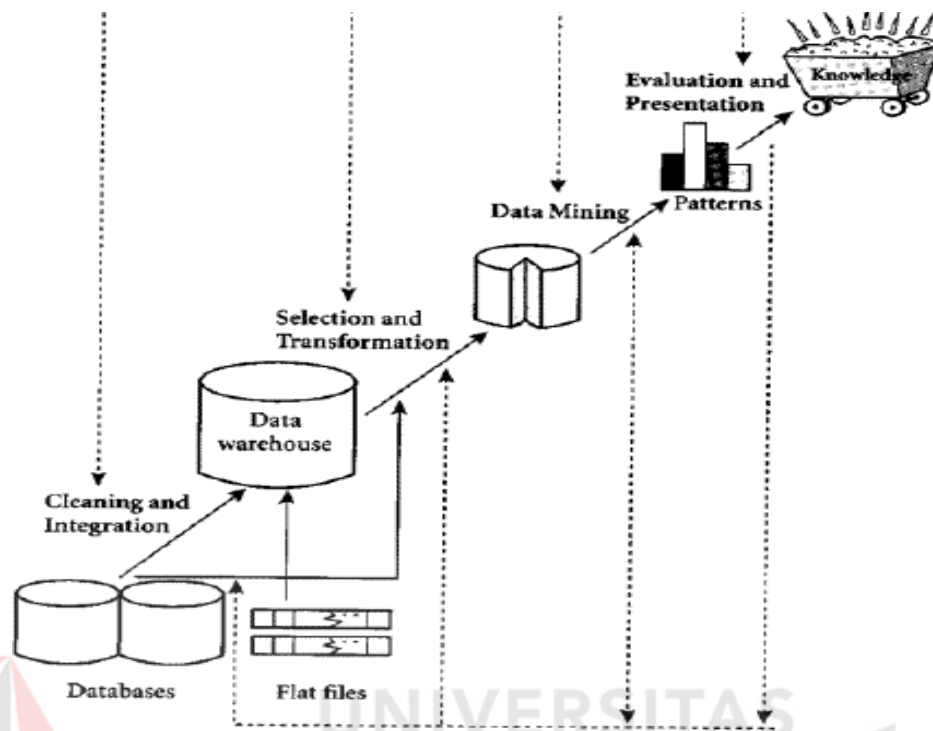 Knowledge
Evaluation and
Presentation
Patterns
Data Mining
Selection and
Transformation
Data
warehouse
Cleaning and
Integration
Databases
Flat files
UNIVERSITAS